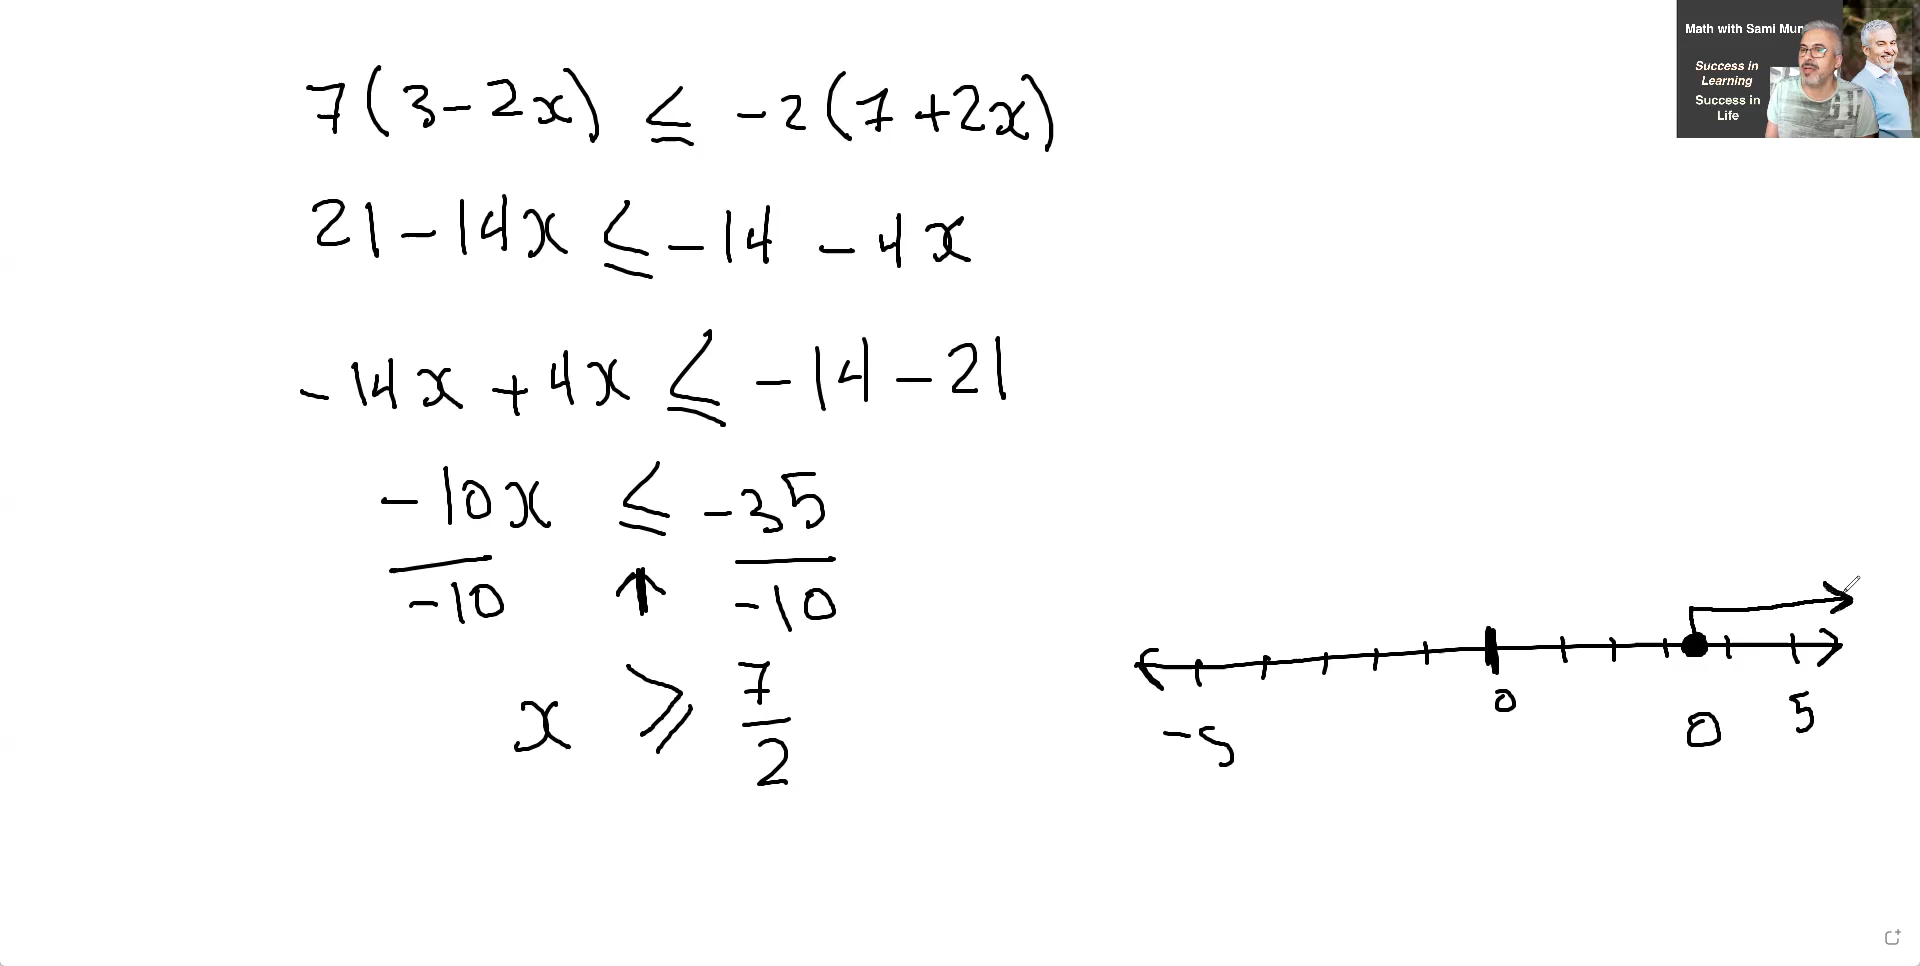 7(3-2x) ≤ -2(7+2x)
21-14x ≤ -14 - 4x
-14x + 4x ≤ -14-21
-10x ≤ -35
-10 -10
x ≥ 7/2
0
-5 0 5
Math with Sami Mur
Success in
Learning
Success in
Life